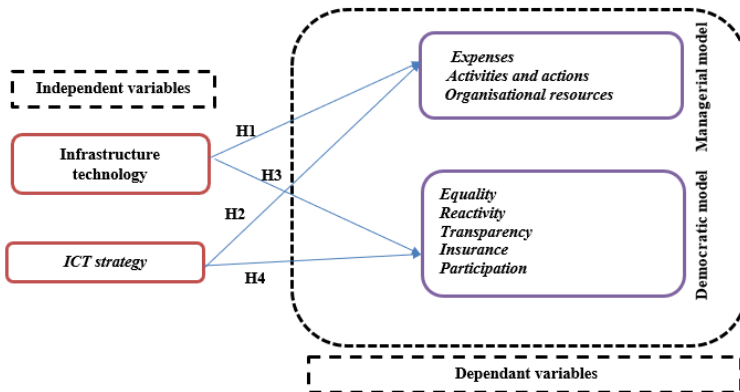 Independent variables
Infrastructure
technology
ICT strategy
H1
H3
H2
H4
Expenses
Activities and actions
Organisational resources
Managerial model
Equality
Reactivity
Transparency
Insurance
Participation
Democratic model
Dependant variables